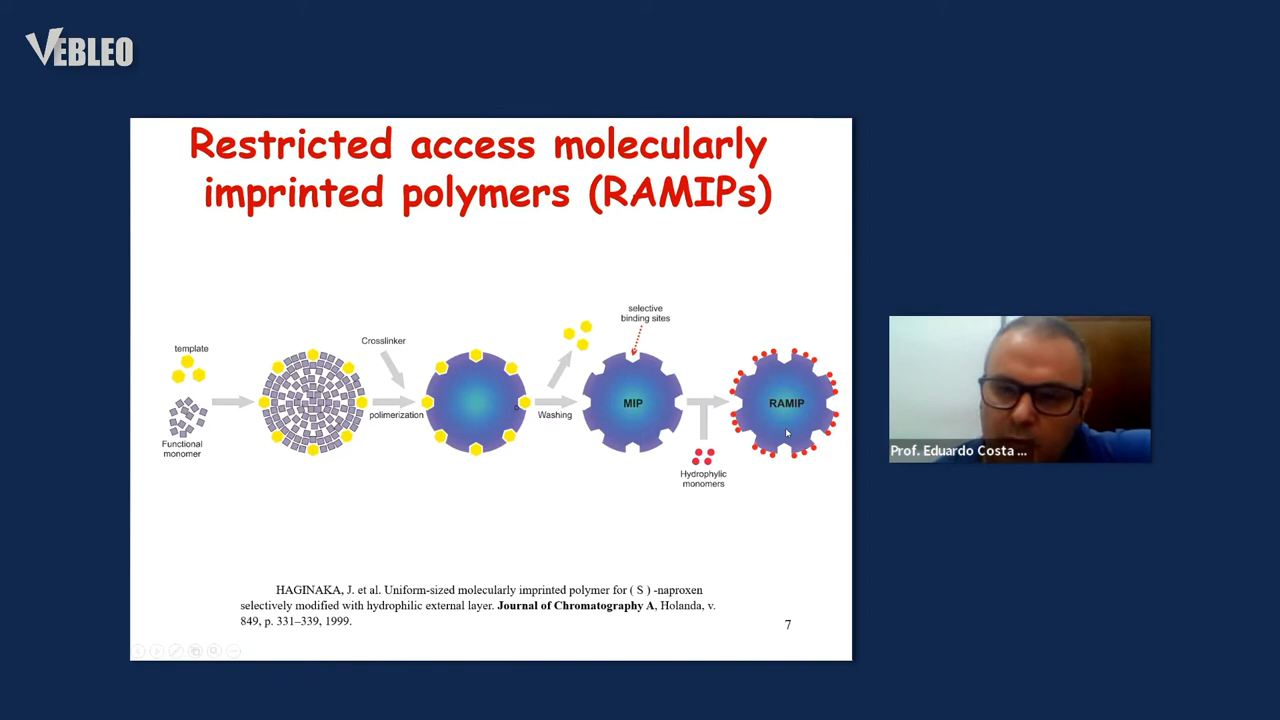 VEBLEO
Restricted access molecularly
imprinted polymers (RAMIPs)
template
Functional
monomer
Crosslinker
polimerization
Washing
selective
binding sites
MIP
Hydrophylic
monomers
RAMIP
HAGINAKA, J. et al. Uniform-sized molecularly imprinted polymer for ( S ) -naproxen
selectively modified with hydrophilic external layer. Journal of Chromatography A, Holanda, v.
849, p. 331–339, 1999.
7
Prof. Eduardo Costa ...